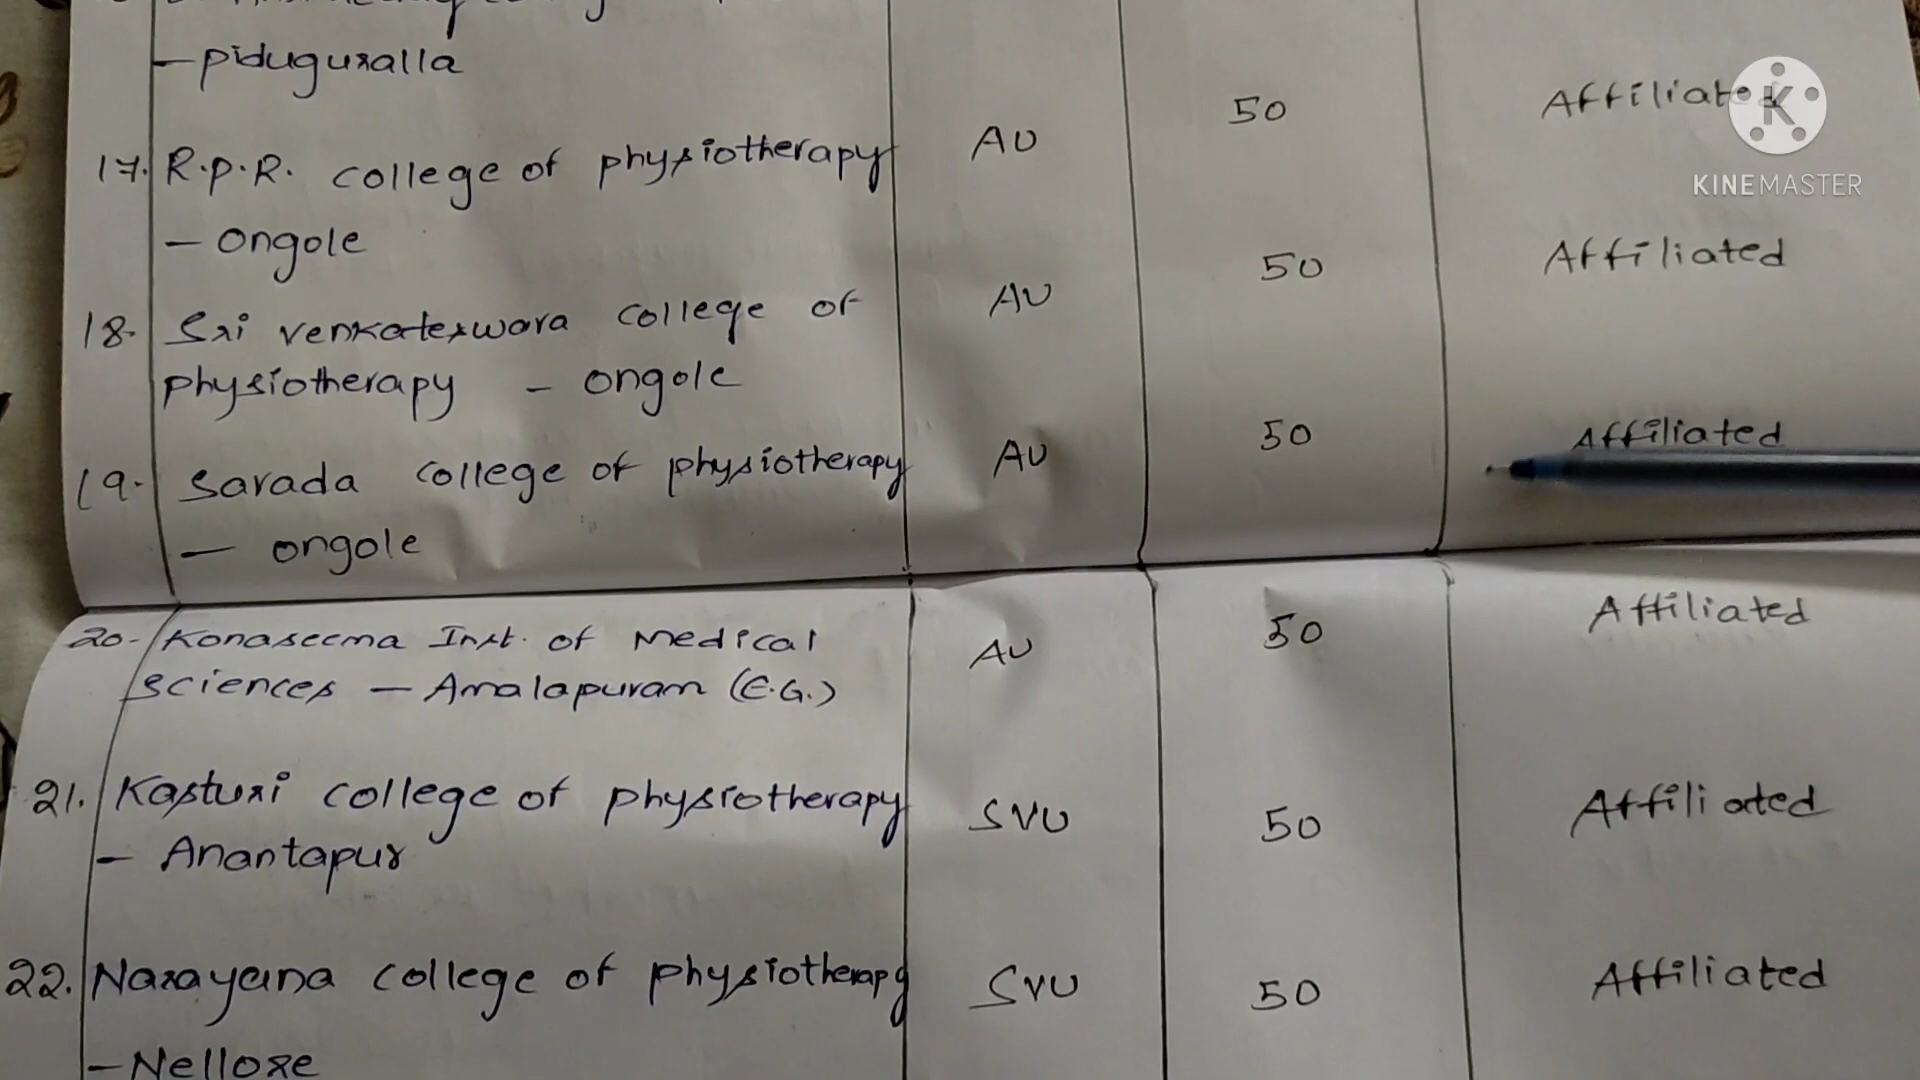 - piduguralla
50 Affiliated
17. R.P.R. college of physiotherapy AU
- ongole
50 Affiliated
18. Sri venkateswara college of AU
physiotherapy - ongole
50 Affiliated
19. Sarada college of physiotherapy AU
- ongole
20- Konaseema Inst. of Medical AU 50 Affiliated
sciences - Amalapuram (E.G.)
21. Kasturi college of physiotherapy SVU 50 Affiliated
- Anantapur
22. Narayana college of physiotherapy SVU 50 Affiliated
- Nellore
KINEMASTER